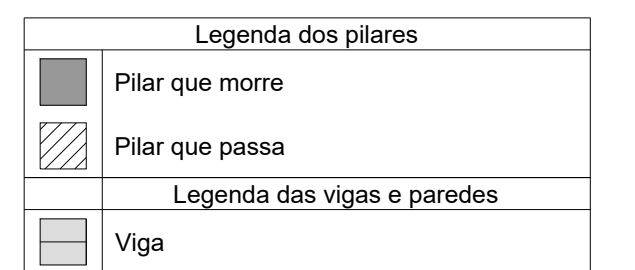 Legenda dos pilares
Pilar que morre
Pilar que passa
Legenda das vigas e paredes
Viga